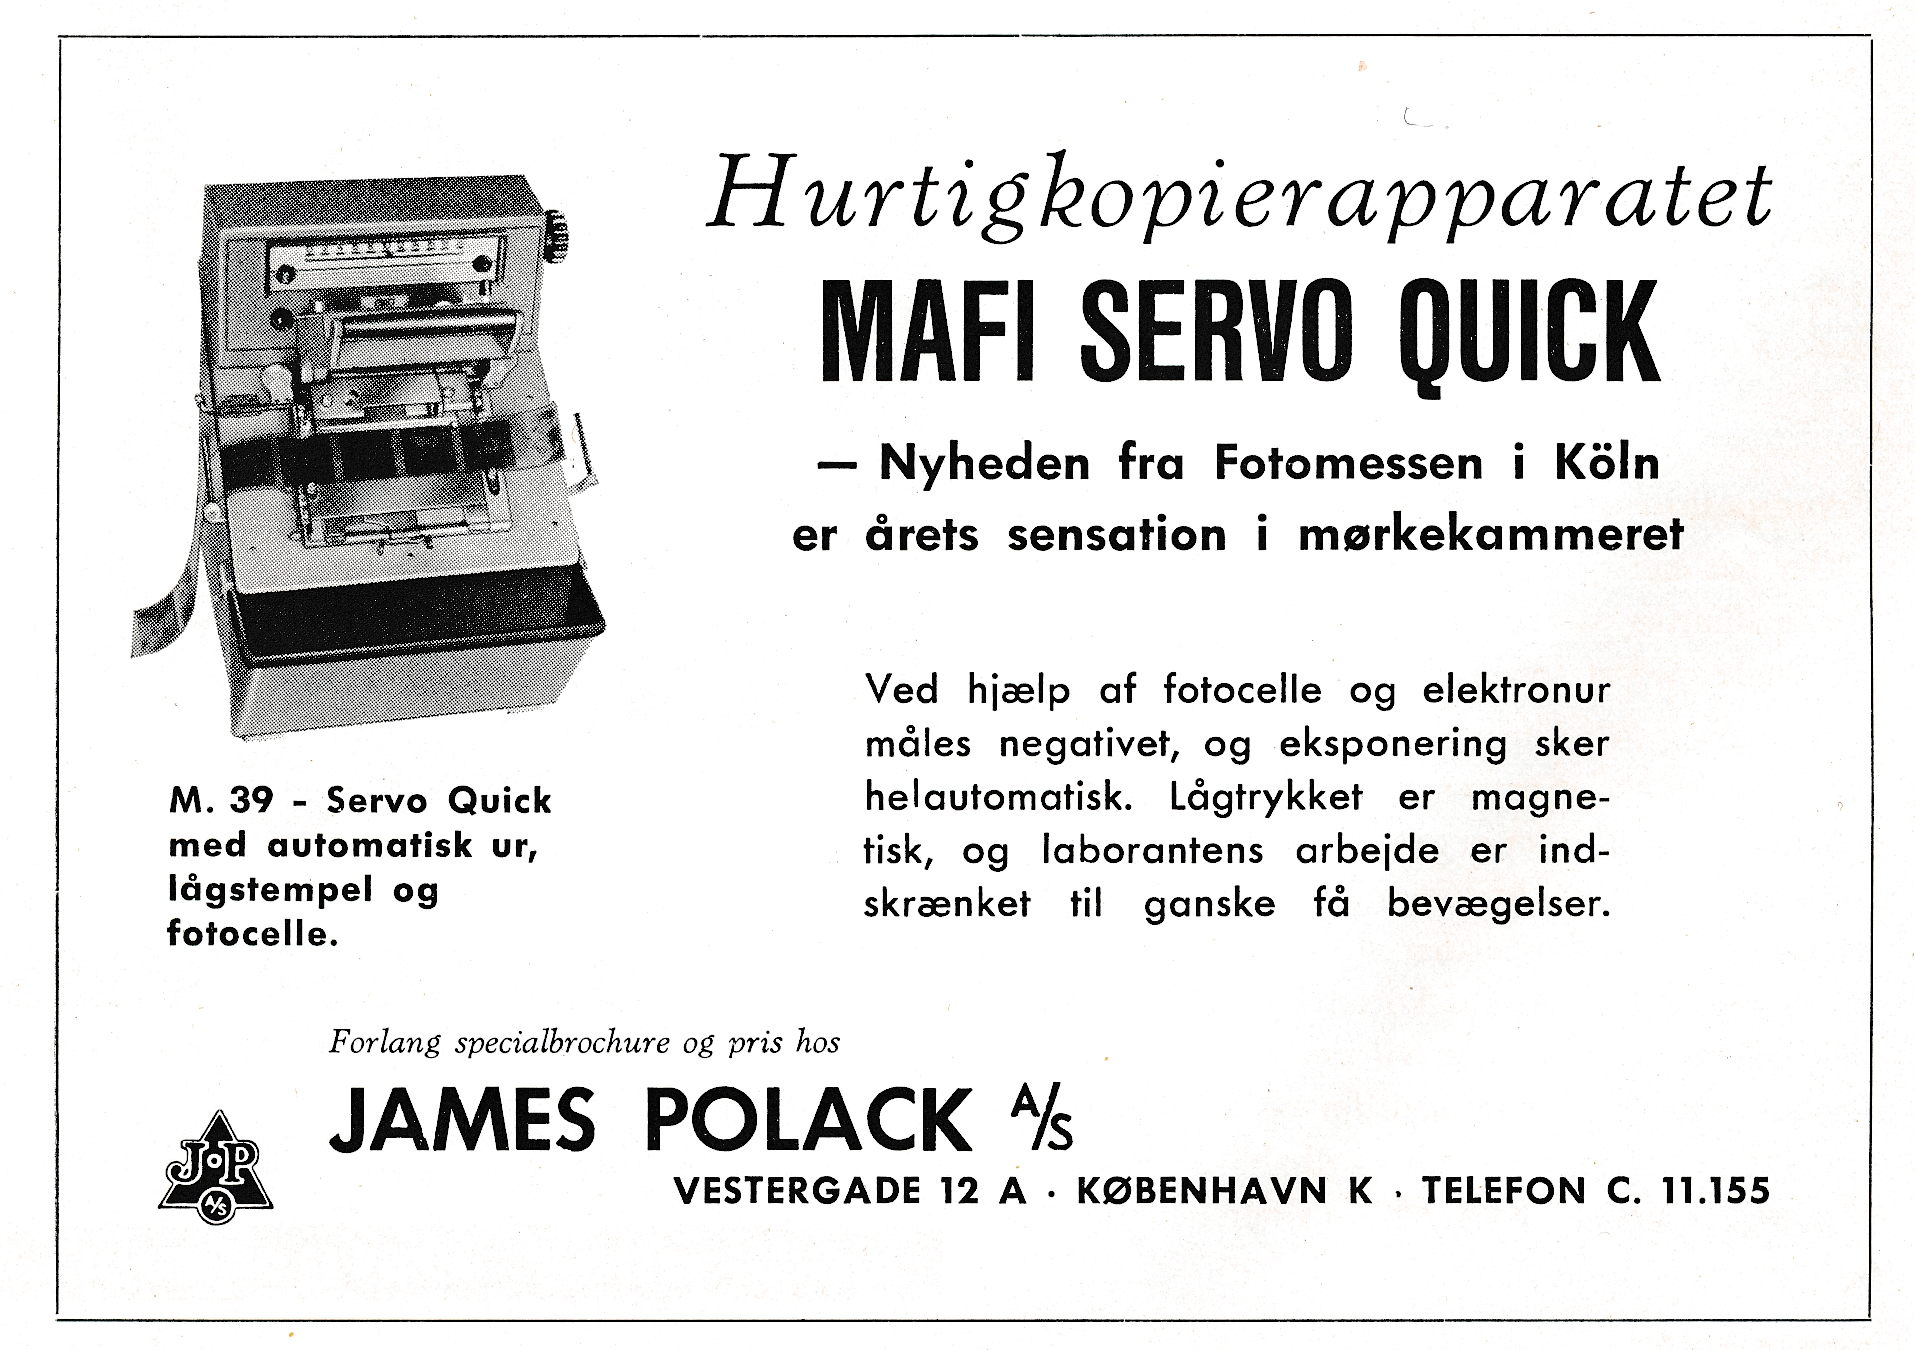 Hurtigkopierapparatet
MAFI SERVO QUICK
— Nyheden fra Fotomessen i Köln
er årets sensation i mørkekammeret
Ved hjælp af fotocelle og elektronur
måles negativet, og eksponering sker
helautomatisk. Lågtrykket er magne-
tisk, og laborantens arbejde er ind-
skrænket til ganske få bevægelser.
M. 39 - Servo Quick
med automatisk ur,
lågstempel og
fotocelle.
Forlang specialbrochure og pris hos
JAMES POLACK A/S
VESTERGADE 12 A · KØBENHAVN K · TELEFON C. 11.155
J·P
A/S